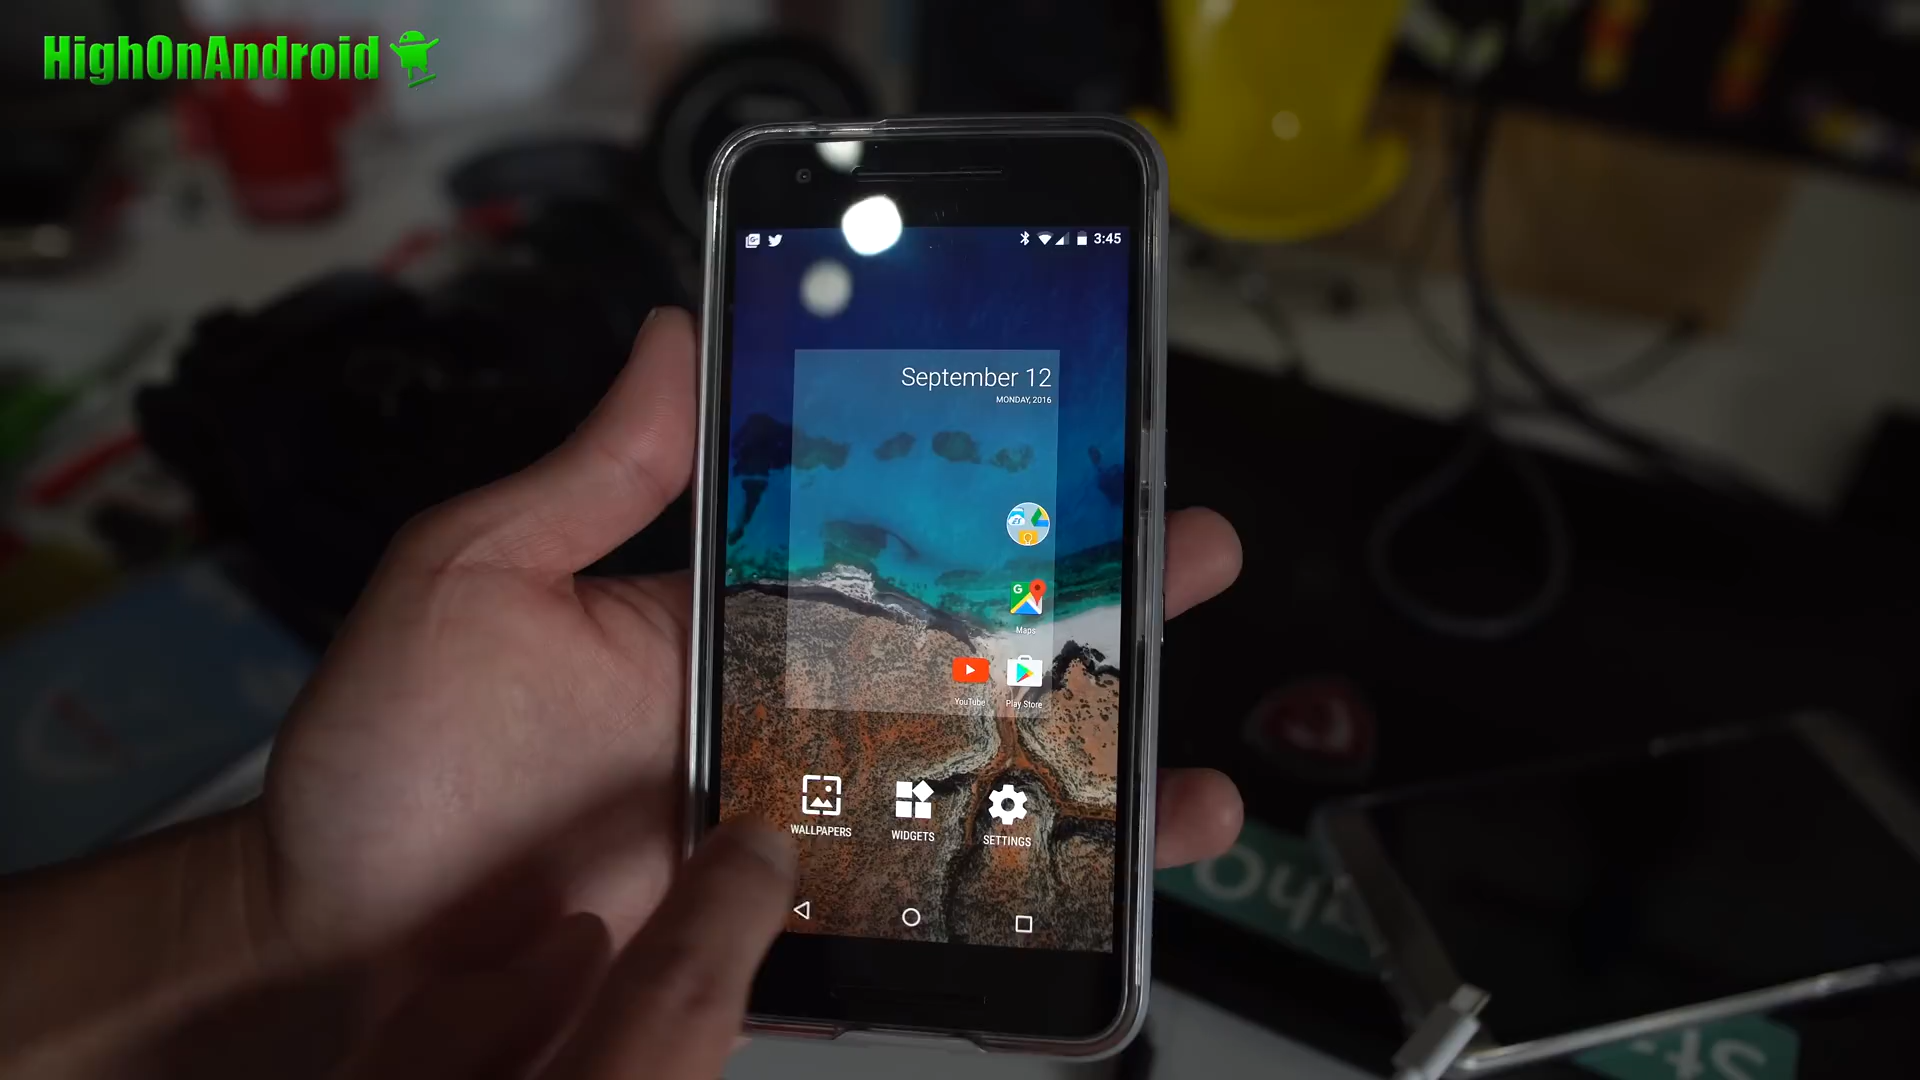 HighOnAndroid
3:45
September 12
MONDAY, 2016
G
Maps
YouTube
Play Store
WALLPAPERS
WIDGETS
SETTINGS